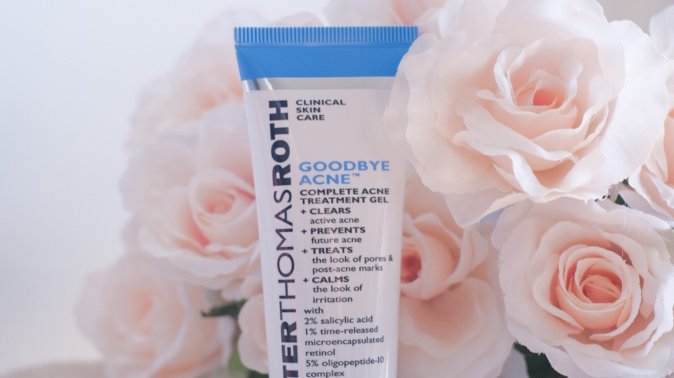 CLINICAL
SKIN
CARE
TERTHOMASROTH
GOODBYE
ACNE™
COMPLETE ACNE
TREATMENT GEL
+ CLEARS
active acne
+ PREVENTS
future acne
+ TREATS
the look of pores &
post-acne marks
+ CALMS
the look of
irritation
with
2% salicylic acid
1% time-released
microencapsulated
retinol
5% oligopeptide-10
complex